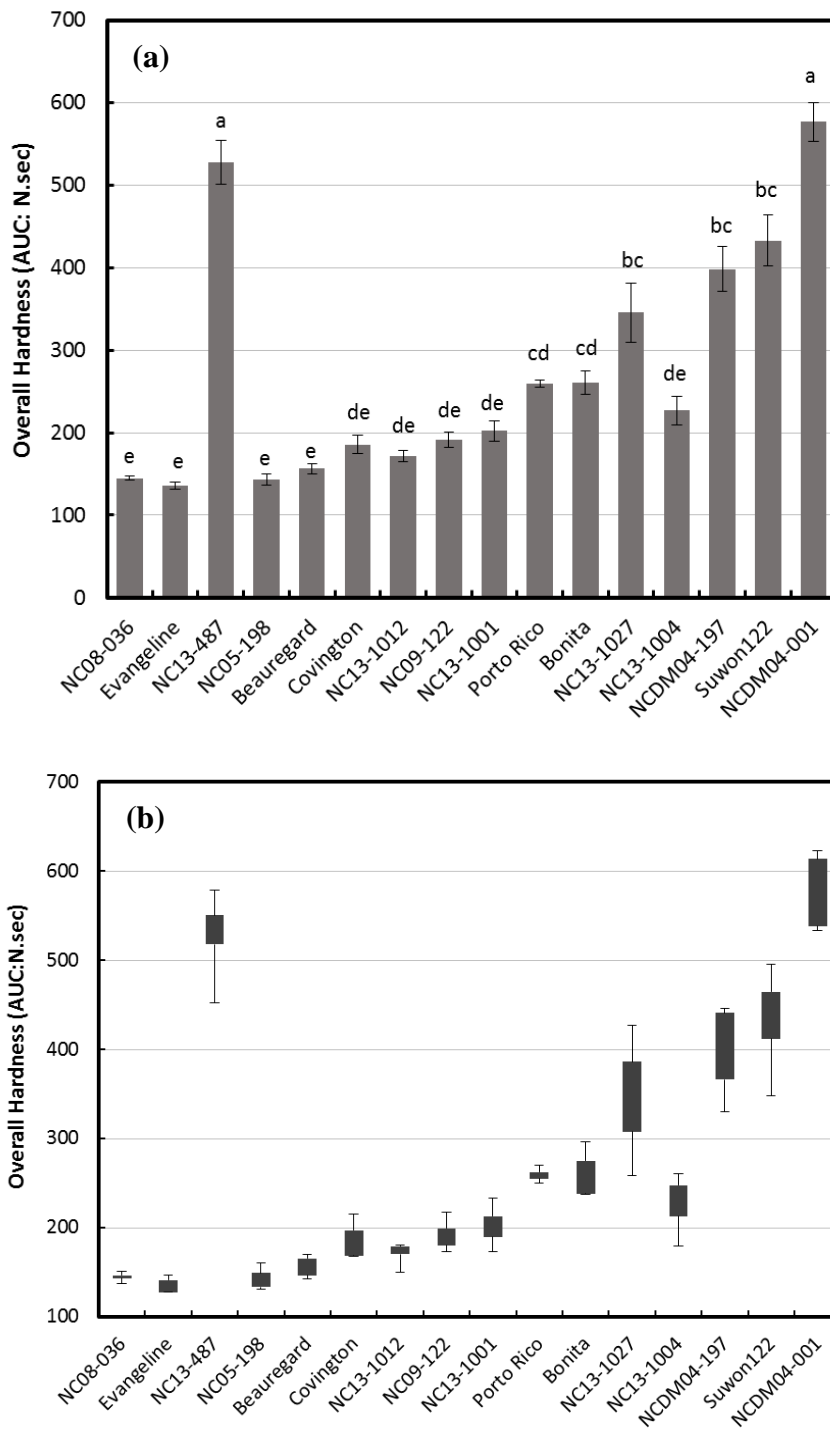 (a)
Overall Hardness (AUC: N.sec)
700
600
500
400
300
200
100
0
e
e
a
e
e
de
de
de
de
cd
cd
bc
de
bc
bc
a
NC08-036
Evangeline
NC13-487
NC05-198
Beauregard
Covington
NC13-1012
NC09-122
NC13-1001
Porto Rico
Bonita
NC13-1027
NC13-1004
NCDM04-197
Suwon122
NCDM04-001
(b)
Overall Hardness (AUC:N.sec)
700
600
500
400
300
200
100
NC08-036
Evangeline
NC13-487
NC05-198
Beauregard
Covington
NC13-1012
NC09-122
NC13-1001
Porto Rico
Bonita
NC13-1027
NC13-1004
NCDM04-197
Suwon122
NCDM04-001